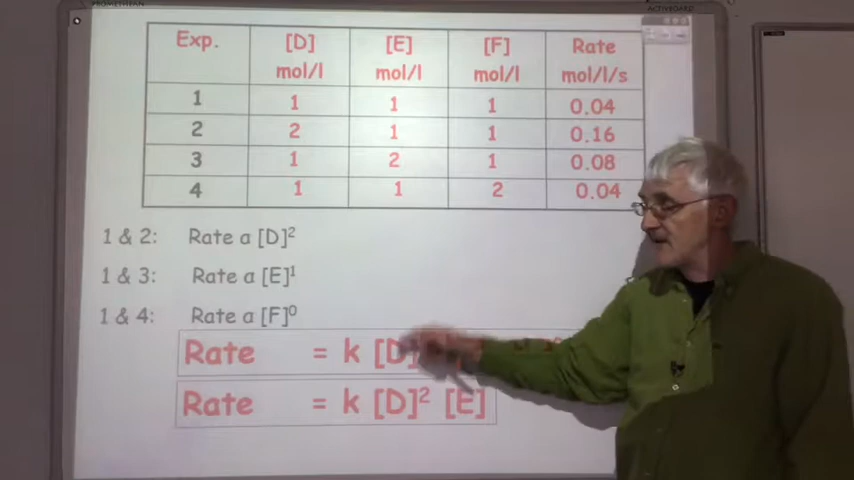 PROMETHEAN
ACTIVBOARD
Exp. [D] mol/l [E] mol/l [F] mol/l Rate mol/l/s
1 1 1 1 0.04
2 2 1 1 0.16
3 1 2 1 0.08
4 1 1 2 0.04
1 & 2: Rate a [D]²
1 & 3: Rate a [E]¹
1 & 4: Rate a [F]⁰
Rate = k [D]
Rate = k [D]² [E]